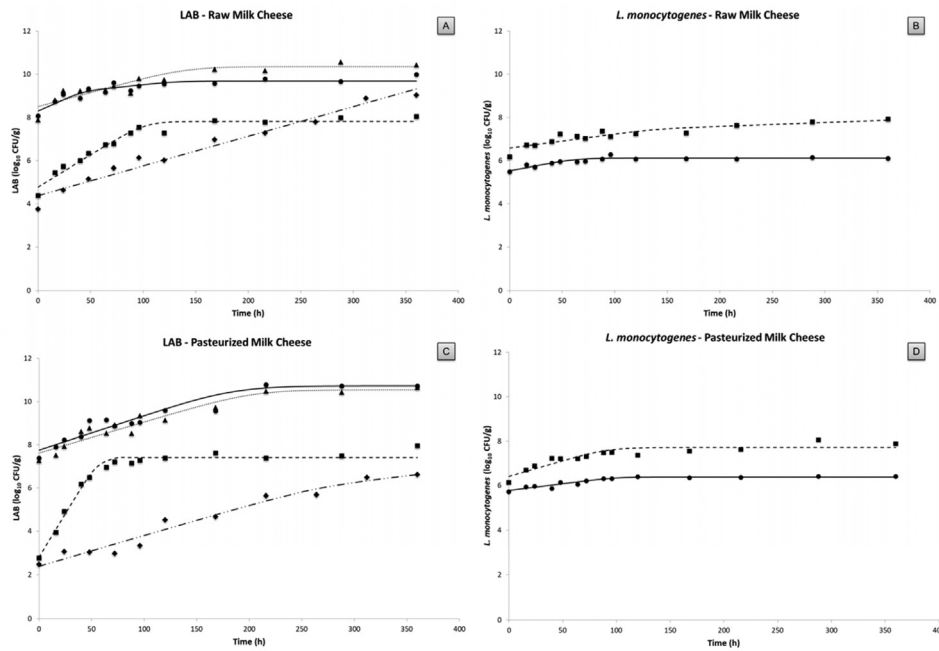 LAB - Raw Milk Cheese
A
12
10
8
6
4
2
0
LAB (log10 CFU/g)
0 50 100 150 200 250 300 350 400
Time (h)
L. monocytogenes - Raw Milk Cheese
B
12
10
8
6
4
2
0
L. monocytogenes (log10 CFU/g)
0 50 100 150 200 250 300 350 400
Time (h)
LAB - Pasteurized Milk Cheese
C
12
10
8
6
4
2
0
LAB (log10 CFU/g)
0 50 100 150 200 250 300 350 400
Time (h)
L. monocytogenes - Pasteurized Milk Cheese
D
12
10
8
6
4
2
0
L. monocytogenes (log10 CFU/g)
0 50 100 150 200 250 300 350 400
Time (h)